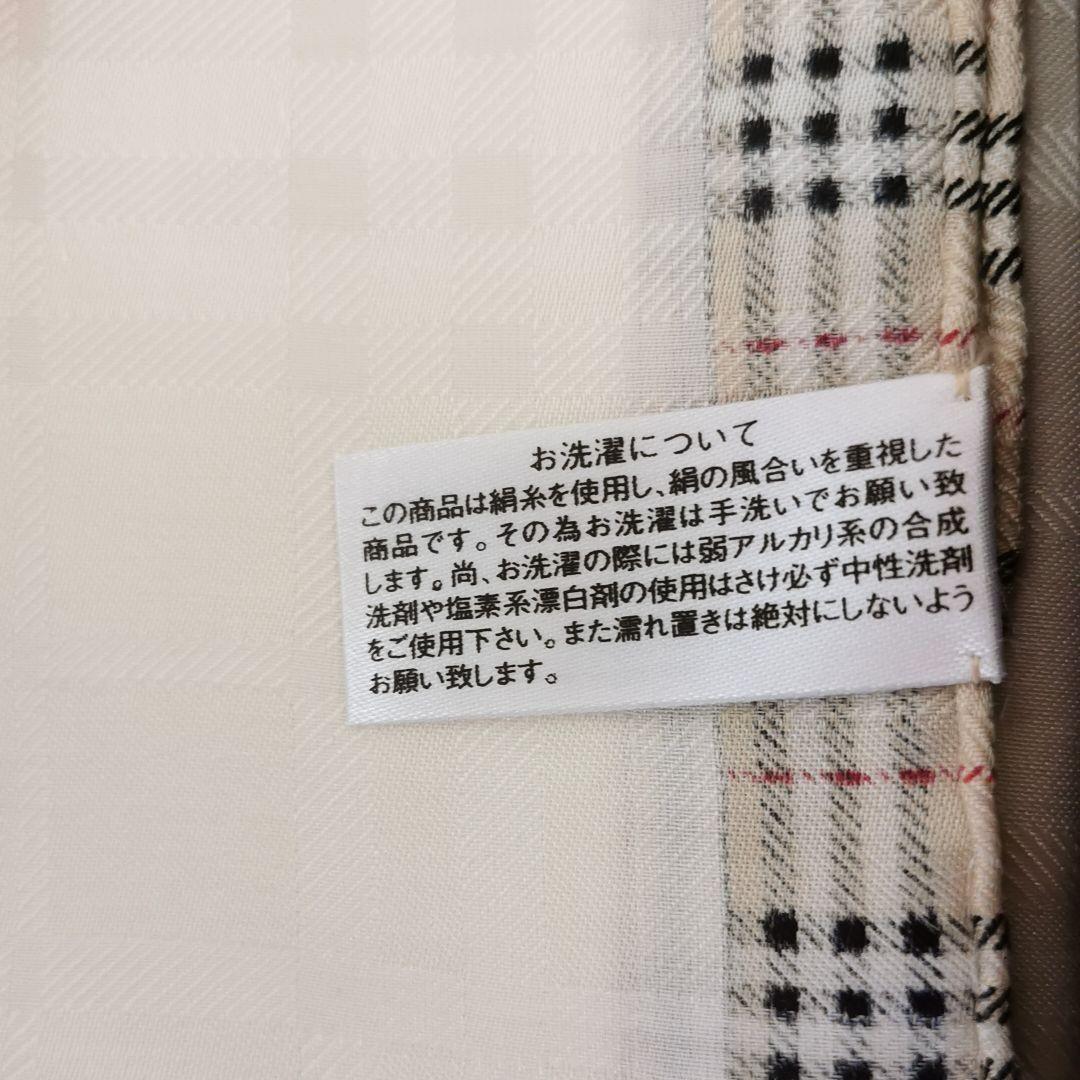 お洗濯について
この商品は絹糸を使用し、絹の風合いを重視した
商品です。その為お洗濯は手洗いでお願い致
します。尚、お洗濯の際には弱アルカリ系の合成
洗剤や塩素系漂白剤の使用はさけ必ず中性洗剤
をご使用下さい。また濡れ置きは絶対にしないよう
お願い致します。